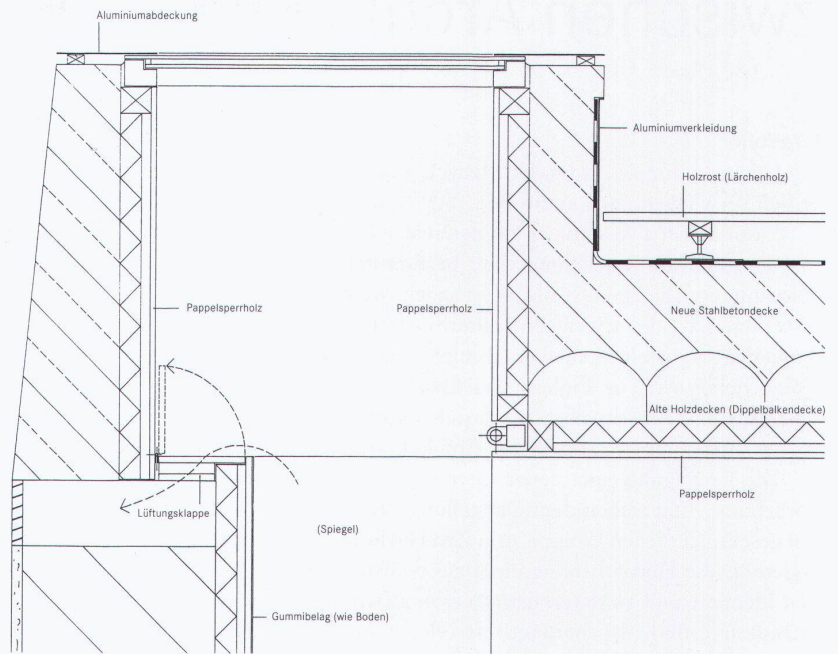 Aluminiumabdeckung
Aluminiumverkleidung
Holzrost (Lärchenholz)
Pappelsperrholz
Pappelsperrholz
Neue Stahlbetondecke
Alte Holzdecken (Dippelbalkendecke)
Pappelsperrholz
Lüftungsklappe
(Spiegel)
Gummibelag (wie Boden)